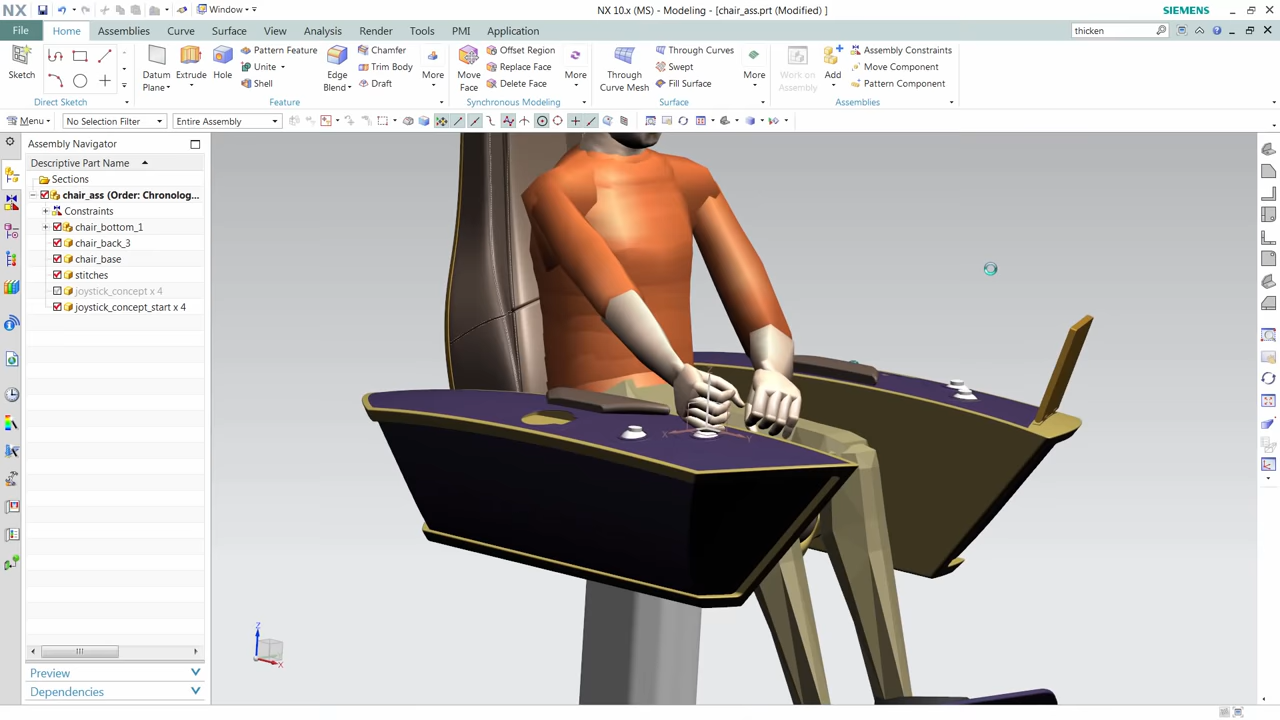 NX
Window
NX 10.x (MS) - Modeling - [chair_ass.prt (Modified) ]
SIEMENS
File
Home
Assemblies
Curve
Surface
View
Analysis
Render
Tools
PMI
Application
thicken
Sketch
Direct Sketch
Datum
Plane
Extrude
Hole
Pattern Feature
Unite
Shell
Edge
Blend
Chamfer
Trim Body
Draft
More
Feature
Move
Face
Offset Region
Replace Face
Delete Face
More
Synchronous Modeling
Through
Curve Mesh
Through Curves
Swept
Fill Surface
More
Surface
Work on
Assembly
Add
Assembly Constraints
Move Component
Pattern Component
Assemblies
Menu
No Selection Filter
Entire Assembly
Assembly Navigator
Descriptive Part Name
Sections
chair_ass (Order: Chronolog...
Constraints
chair_bottom_1
chair_back_3
chair_base
stitches
joystick_concept x 4
joystick_concept_start x 4
X
Y
Z
X
Preview
Dependencies